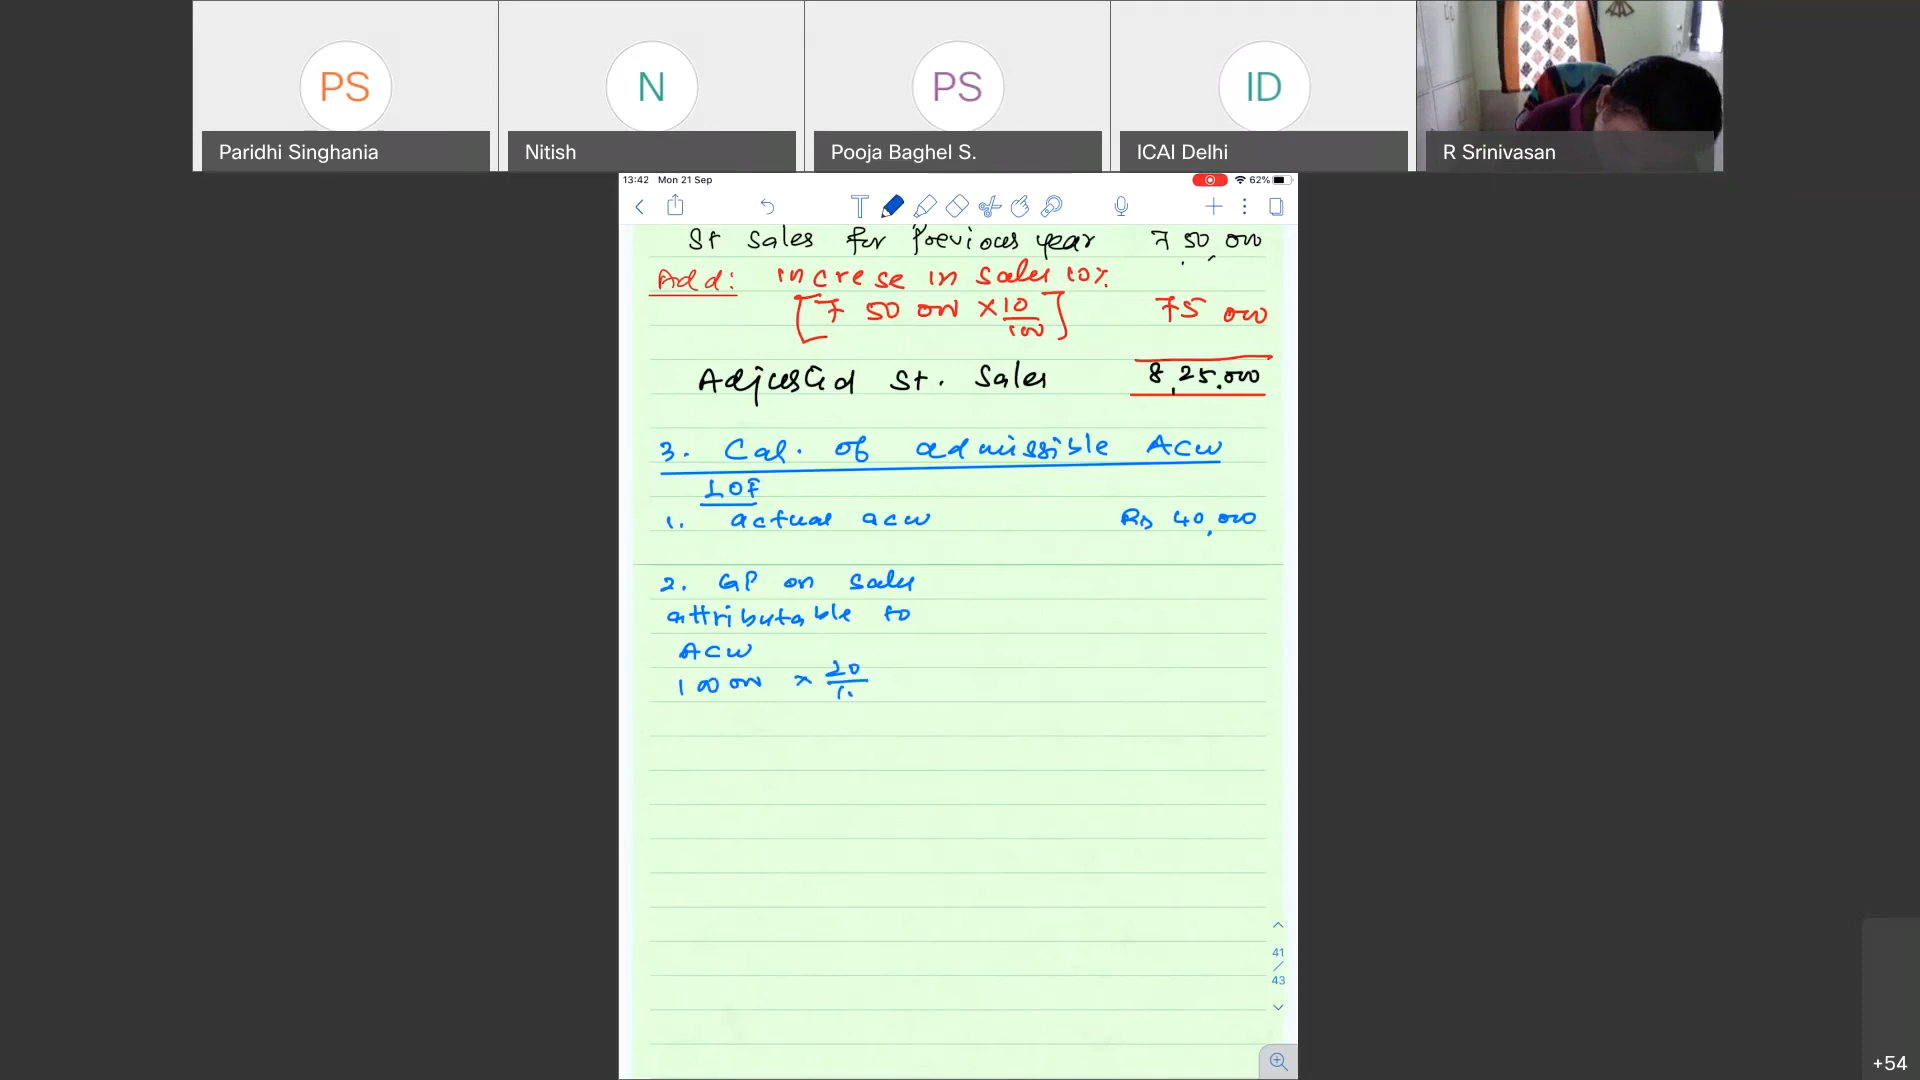 PS
N
PS
ID
Paridhi Singhania
Nitish
Pooja Baghel S.
ICAI Delhi
R Srinivasan
13:42 Mon 21 Sep
62%
St Sales for Previous year 7 50,000
Add: increse in sales 10%
[7 50 000 × 10/100] 75 000
Adjusted St. Sales 8,25,000
3. Cal. of admissible ACW
LOF
1. actual acw Rs 40,000
2. GP on sales
attributable to
ACW
100 000 × 20/1
41
/
43
+54